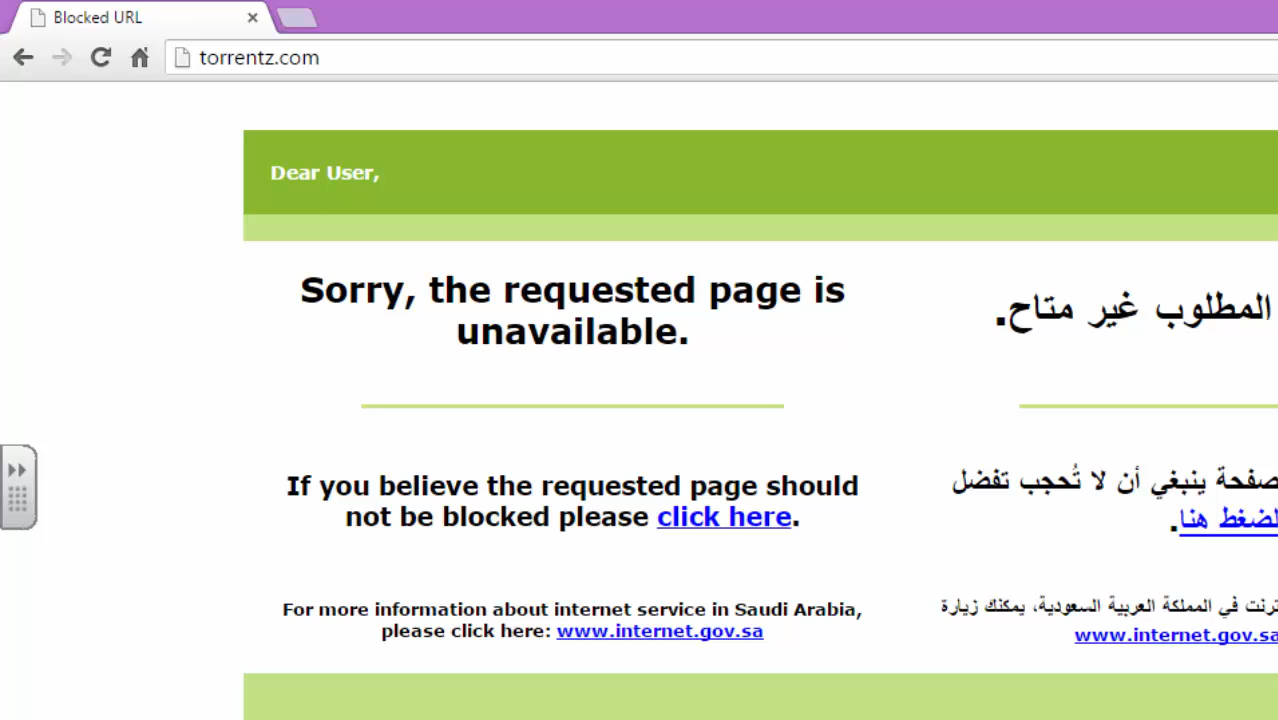 Blocked URL
torrentz.com
Dear User,
Sorry, the requested page is
unavailable.
المطلوب غير متاح.
If you believe the requested page should
not be blocked please click here.
صفحة ينبغي أن لا تُحجب تفضل
لضغط هنا.
For more information about internet service in Saudi Arabia,
please click here: www.internet.gov.sa
ترنت في المملكة العربية السعودية، يمكنك زيارة
www.internet.gov.sa